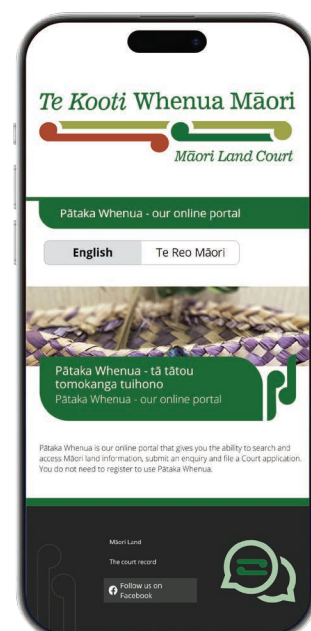 Te Kooti Whenua Māori
Māori Land Court
Pātaka Whenua - our online portal
English
Te Reo Māori
Pātaka Whenua - tā tātou
tomokanga tuihono
Pātaka Whenua - our online portal
Pātaka Whenua is our online portal that gives you the ability to search and
access Māori land information, submit an enquiry and file a Court application.
You do not need to register to use Pātaka Whenua.
Māori Land
The court record
Follow us on
Facebook